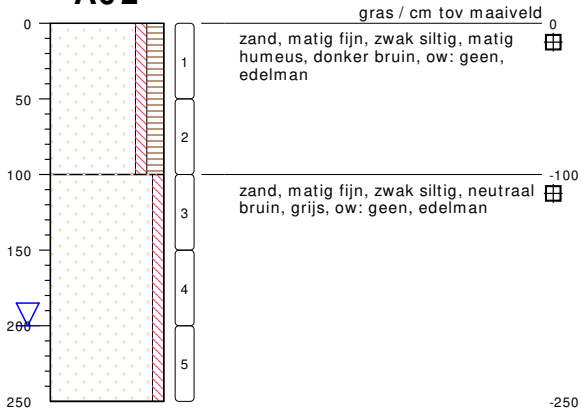 gras / cm tov maaiveld
0
0
zand, matig fijn, zwak siltig, matig
humeus, donker bruin, ow: geen,
edelman
1
50
2
100
-100
zand, matig fijn, zwak siltig, neutraal
bruin, grijs, ow: geen, edelman
3
150
4
200
5
250
-250